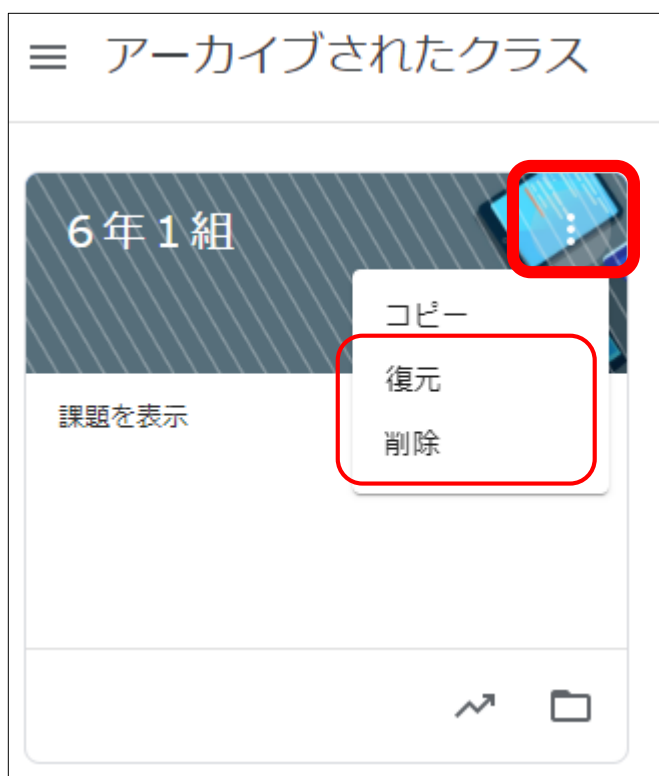 アーカイブされたクラス
6年1組
コピー
復元
課題を表示
削除